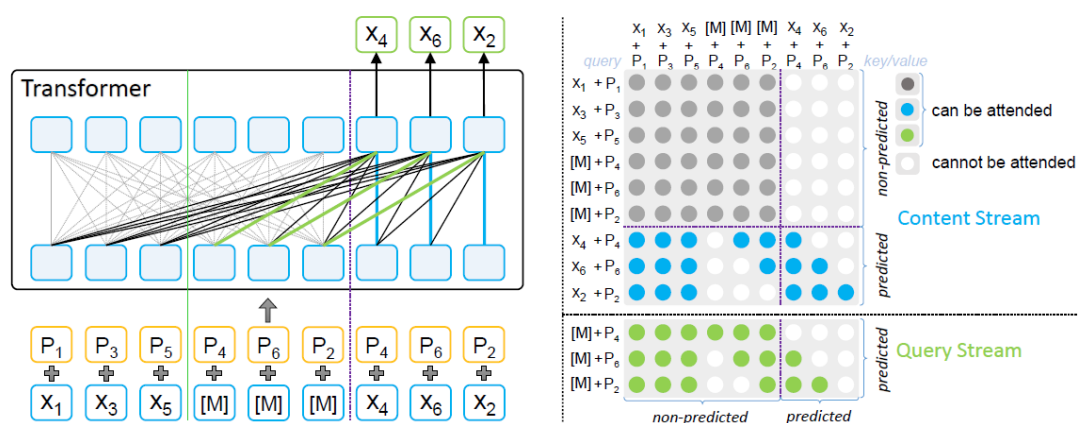 x4 x6 x2
Transformer
P1 P3 P5 P4 P6 P2 P4 P6 P2
+ + + + + + + + +
x1 x3 x5 [M] [M] [M] x4 x6 x2
x1 x3 x5 [M] [M] [M] x4 x6 x2
+ + + + + + + + +
query P1 P3 P5 P4 P6 P2 P4 P6 P2 key/value
x1 + P1
x3 + P3
x5 + P5
[M] + P4
[M] + P6
[M] + P2
x4 + P4
x6 + P6
x2 + P2
non-predicted
predicted
can be attended
cannot be attended
Content Stream
[M] + P4
[M] + P6
[M] + P2
predicted
Query Stream
non-predicted predicted